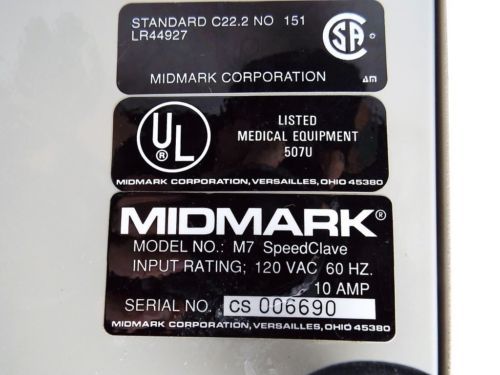 STANDARD C22.2 NO 151
LR44927
SA ®
MIDMARK CORPORATION
AM
UL ®
LISTED
MEDICAL EQUIPMENT
507U
MIDMARK CORPORATION, VERSAILLES, OHIO 45380
MIDMARK®
MODEL NO.: M7 SpeedClave
INPUT RATING; 120 VAC 60 HZ.
10 AMP
SERIAL NO. CS 006690
MIDMARK CORPORATION, VERSAILLES, OHIO 45380